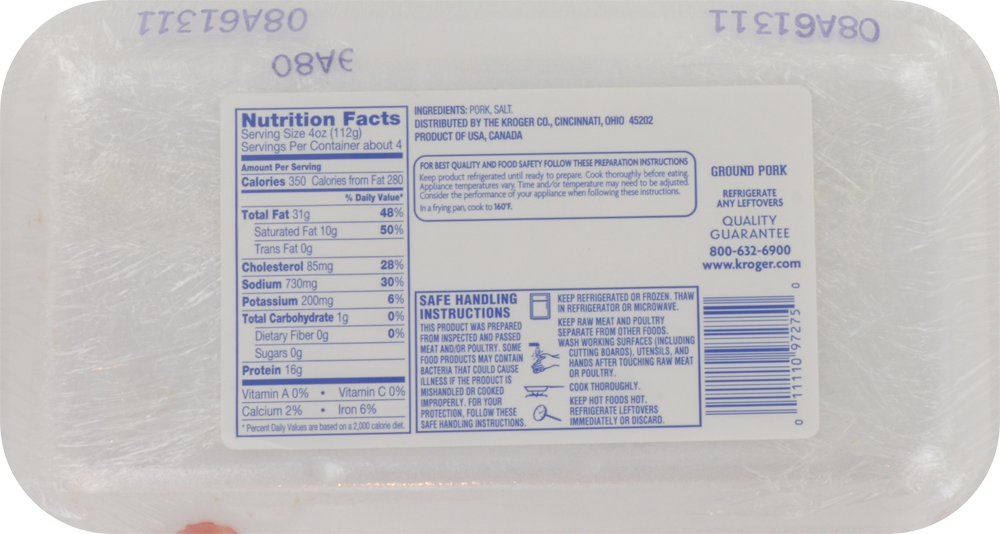 08A61311
08A61311
08A 9E
Nutrition Facts
Serving Size 4oz (112g)
Servings Per Container about 4
Amount Per Serving
Calories 350 Calories from Fat 280
% Daily Value*
Total Fat 31g 48%
Saturated Fat 10g 50%
Trans Fat 0g
Cholesterol 85mg 28%
Sodium 730mg 30%
Potassium 200mg 6%
Total Carbohydrate 1g 0%
Dietary Fiber 0g 0%
Sugars 0g
Protein 16g
Vitamin A 0% • Vitamin C 0%
Calcium 2% • Iron 6%
* Percent Daily Values are based on a 2,000 calorie diet.
INGREDIENTS: PORK, SALT.
DISTRIBUTED BY THE KROGER CO., CINCINNATI, OHIO 45202
PRODUCT OF USA, CANADA
FOR BEST QUALITY AND FOOD SAFETY FOLLOW THESE PREPARATION INSTRUCTIONS
Keep product refrigerated until ready to prepare. Cook thoroughly before eating.
Appliance temperatures vary. Time and/or temperature may need to be adjusted.
Consider the performance of your appliance when following these instructions.
In a frying pan, cook to 160°F.
SAFE HANDLING
INSTRUCTIONS
THIS PRODUCT WAS PREPARED
FROM INSPECTED AND PASSED
MEAT AND/OR POULTRY. SOME
FOOD PRODUCTS MAY CONTAIN
BACTERIA THAT COULD CAUSE
ILLNESS IF THE PRODUCT IS
MISHANDLED OR COOKED
IMPROPERLY. FOR YOUR
PROTECTION, FOLLOW THESE
SAFE HANDLING INSTRUCTIONS.
KEEP REFRIGERATED OR FROZEN. THAW
IN REFRIGERATOR OR MICROWAVE.
KEEP RAW MEAT AND POULTRY
SEPARATE FROM OTHER FOODS.
WASH WORKING SURFACES (INCLUDING
CUTTING BOARDS), UTENSILS, AND
HANDS AFTER TOUCHING RAW MEAT
OR POULTRY.
COOK THOROUGHLY.
KEEP HOT FOODS HOT.
REFRIGERATE LEFTOVERS
IMMEDIATELY OR DISCARD.
GROUND PORK
REFRIGERATE
ANY LEFTOVERS
QUALITY
GUARANTEE
800-632-6900
www.kroger.com
0 11110 97275 0